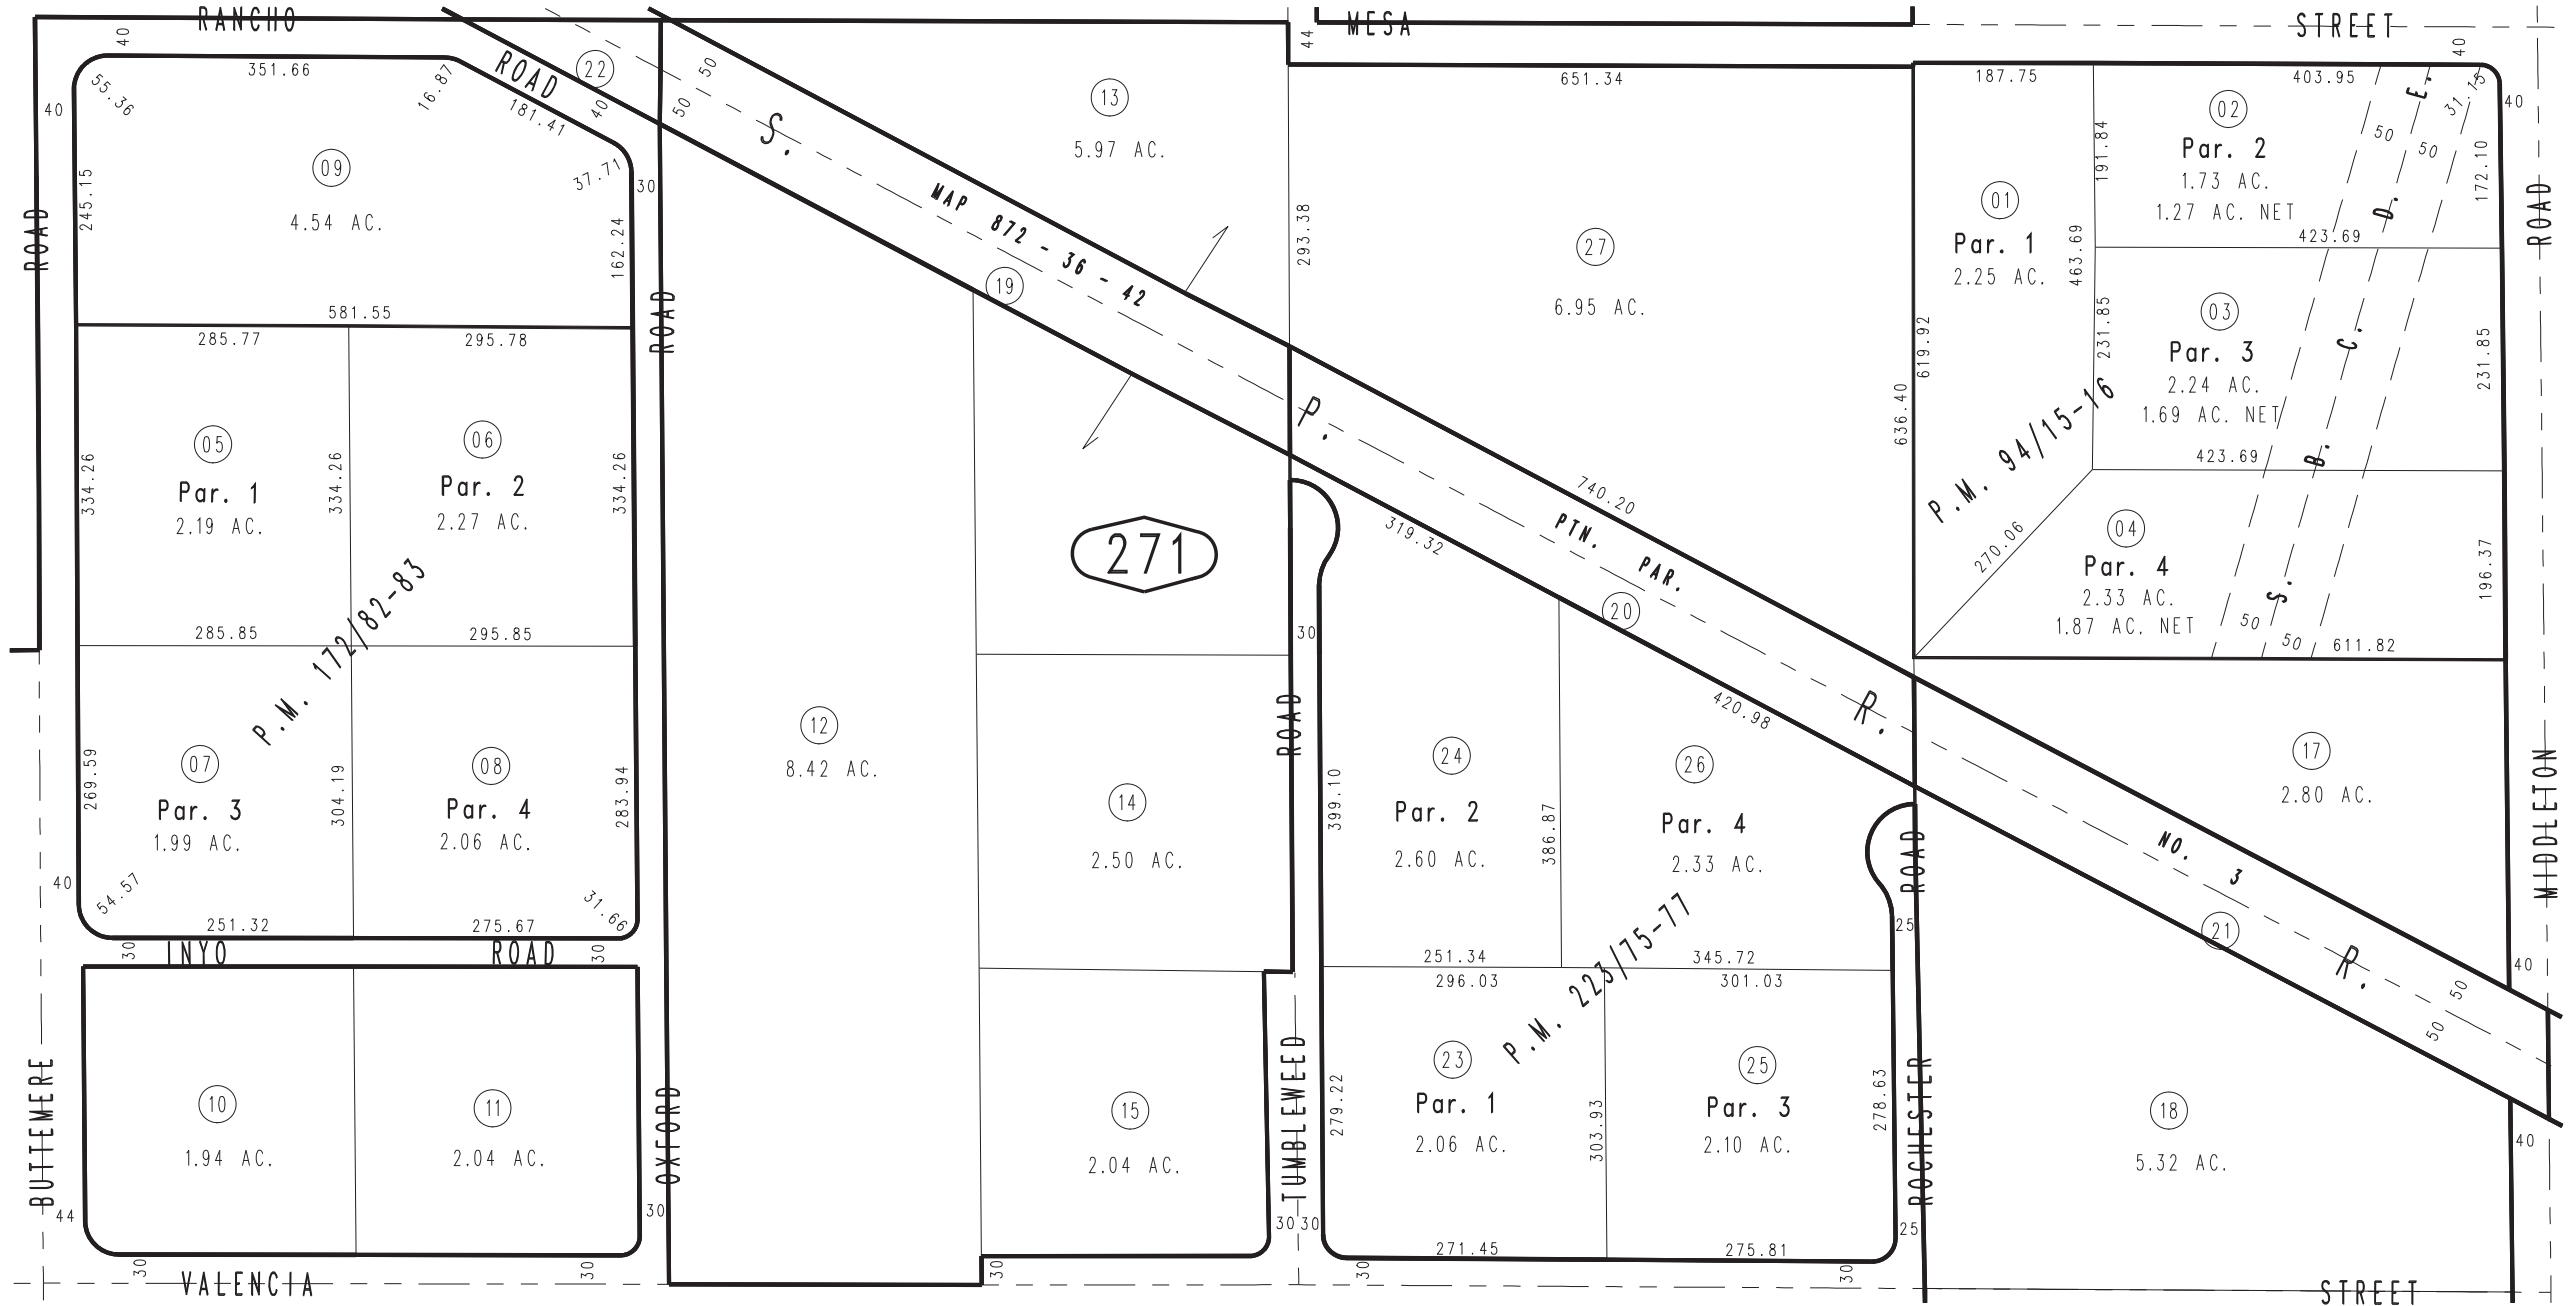 RANCHO
MESA
STREET
ROAD
40
44
40
351.66
55.36
16.87
181.41
40
22
50
50
40
37.71
30
245.15
162.24
09
4.54 AC.
581.55
ROAD
ROAD
285.77
295.78
05
Par. 1
2.19 AC.
334.26
334.26
06
Par. 2
2.27 AC.
334.26
285.85
295.85
P.M. 172/82-83
07
Par. 3
1.99 AC.
269.59
304.19
08
Par. 4
2.06 AC.
283.94
40
54.57
251.32
275.67
31.66
30
INYO
ROAD
30
10
1.94 AC.
11
2.04 AC.
BUTTEMERE
44
OXFORD
30
30
30
VALENCIA
S. P. R. R.
MAP 872 - 36 - 42
PTN. PAR. NO. 3
13
5.97 AC.
19
293.38
271
12
8.42 AC.
14
2.50 AC.
15
2.04 AC.
30
ROAD
TUMBLEWEED
30
30 30
651.34
27
6.95 AC.
636.40
740.20
319.32
20
420.98
24
Par. 2
2.60 AC.
399.10
386.87
26
Par. 4
2.33 AC.
251.34
345.72
296.03
301.03
P.M. 223/75-77
23
Par. 1
2.06 AC.
279.22
303.93
25
Par. 3
2.10 AC.
278.63
271.45
275.81
30
30
ROAD
25
ROCHESTER
25
187.75
403.95
01
Par. 1
2.25 AC.
619.92
463.69
191.84
02
Par. 2
1.73 AC.
1.27 AC. NET
423.69
50
50
31.15
40
172.10
S. B. C. D. E.
231.85
03
Par. 3
2.24 AC.
1.69 AC. NET
423.69
231.85
P.M. 94/15-16
270.06
04
Par. 4
2.33 AC.
1.87 AC. NET
196.37
50
50
611.82
ROAD
MIDDLETON
17
2.80 AC.
21
40
50
50
18
5.32 AC.
40
STREET